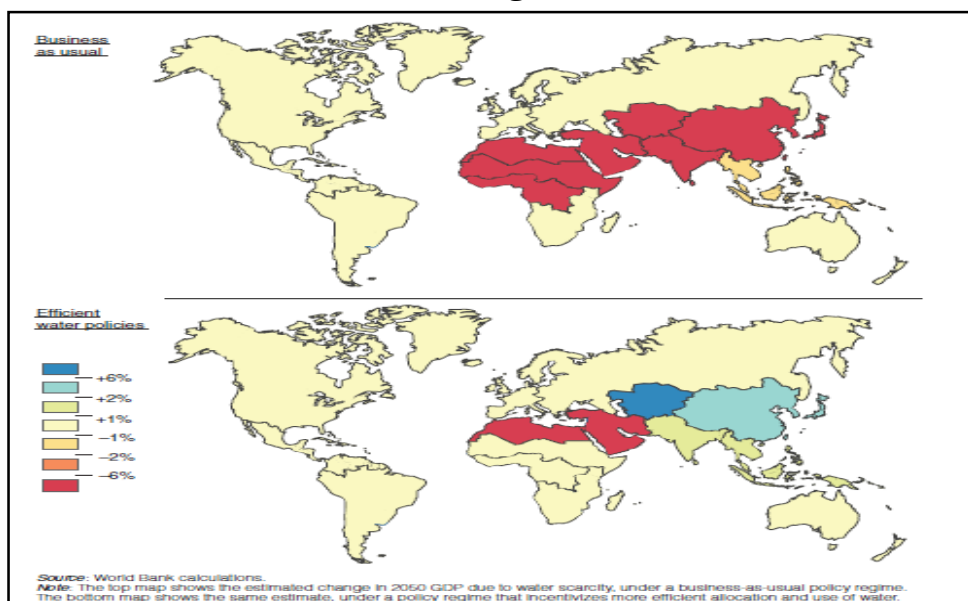 Business
as usual
Efficient
water policies
+6%
+2%
+1%
−1%
−2%
−6%
Source: World Bank calculations.
Note: The top map shows the estimated change in 2050 GDP due to water scarcity, under a business-as-usual policy regime.
The bottom map shows the same estimate, under a policy regime that incentivizes more efficient allocation and use of water.